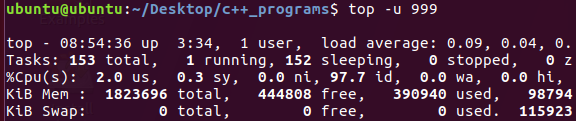 ubuntu@ubuntu:~/Desktop/c++_programs$ top -u 999
top - 08:54:36 up  3:34,  1 user,  load average: 0.09, 0.04, 0.
Tasks: 153 total,   1 running, 152 sleeping,   0 stopped,   0 z
%Cpu(s):  2.0 us,  0.3 sy,  0.0 ni, 97.7 id,  0.0 wa,  0.0 hi,
KiB Mem :  1823696 total,   444808 free,   390940 used,   98794
KiB Swap:        0 total,        0 free,        0 used.  115923